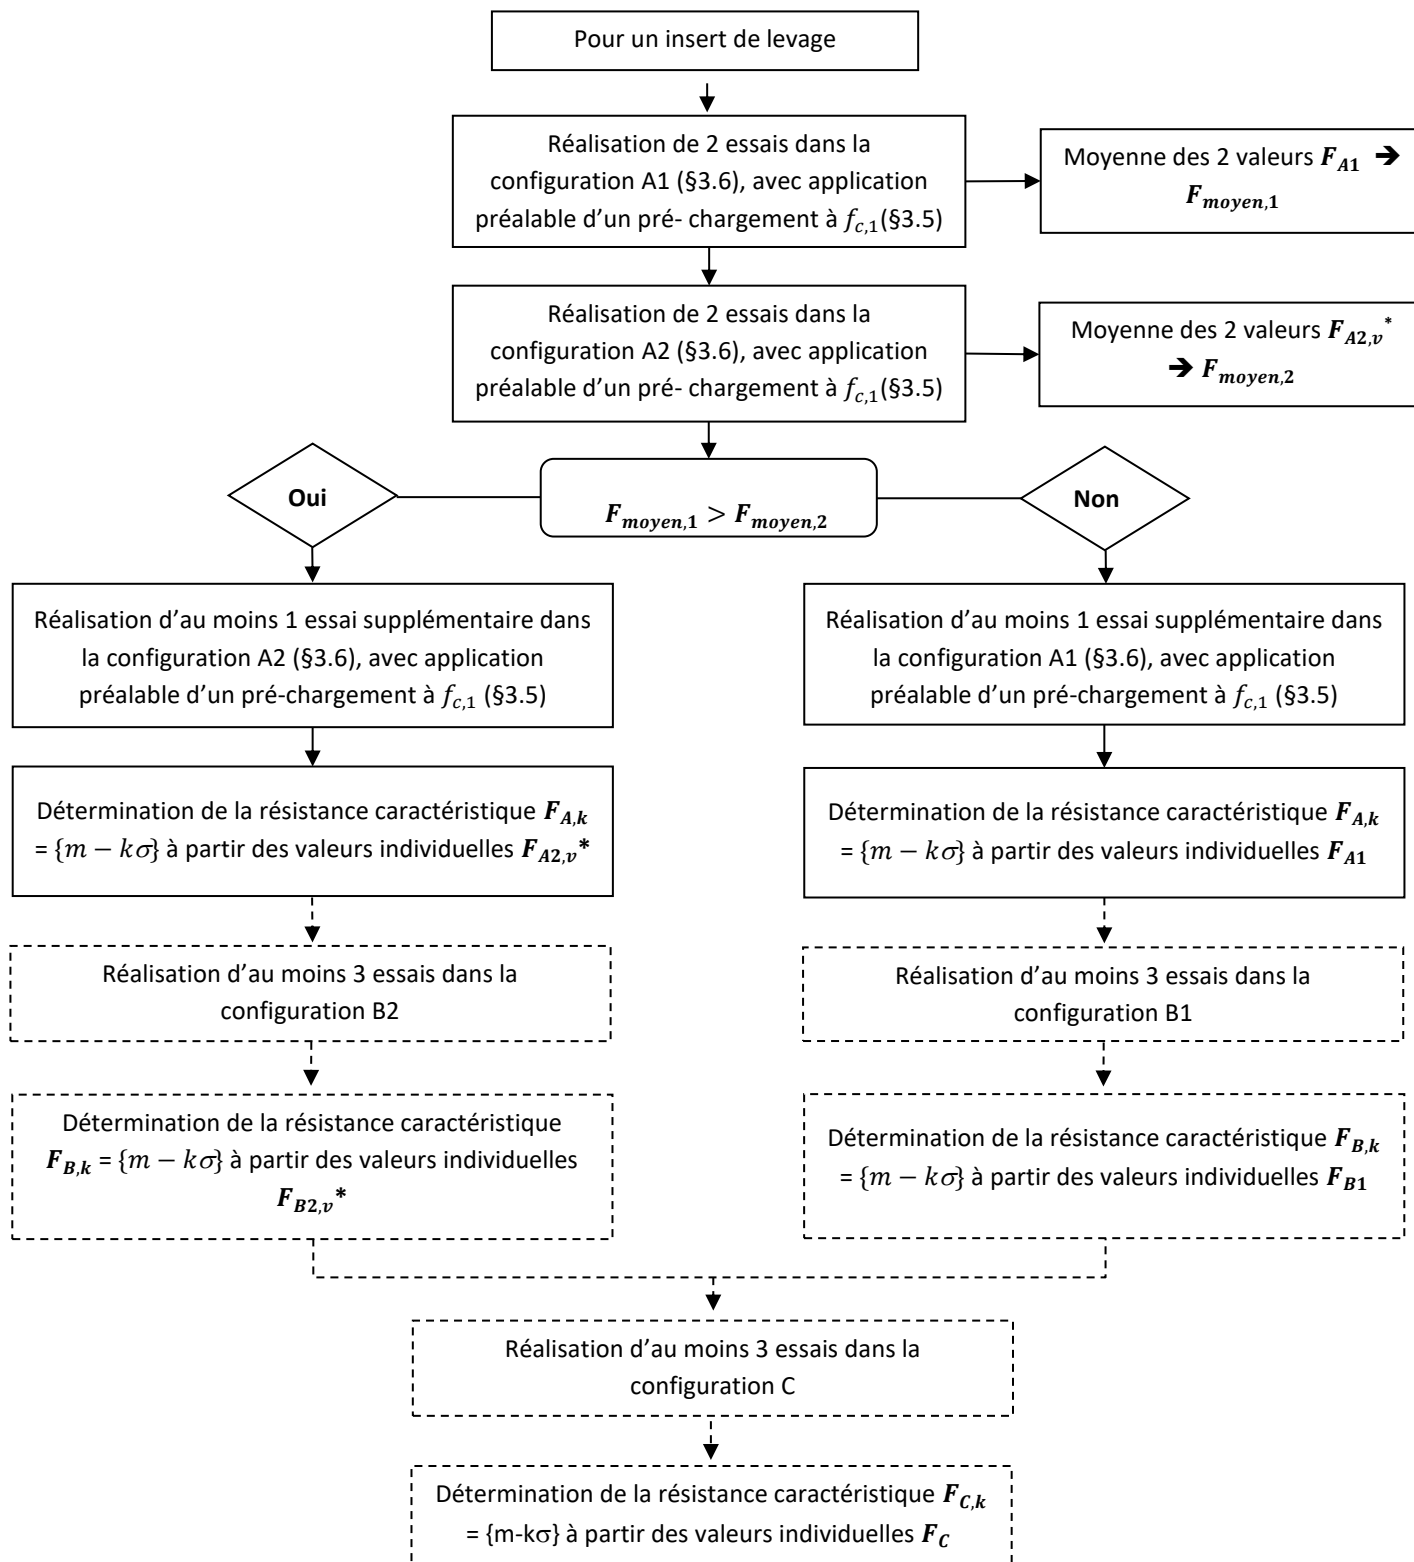 Pour un insert de levage
Réalisation de 2 essais dans la
configuration A1 (§3.6), avec application
préalable d’un pré- chargement à f_{c,1}(§3.5)
Moyenne des 2 valeurs F_{A1} ➔
F_{moyen,1}
Réalisation de 2 essais dans la
configuration A2 (§3.6), avec application
préalable d’un pré- chargement à f_{c,1}(§3.5)
Moyenne des 2 valeurs F_{A2,v}*
➔ F_{moyen,2}
Oui
F_{moyen,1} > F_{moyen,2}
Non
Réalisation d’au moins 1 essai supplémentaire dans
la configuration A2 (§3.6), avec application
préalable d’un pré-chargement à f_{c,1} (§3.5)
Réalisation d’au moins 1 essai supplémentaire dans
la configuration A1 (§3.6), avec application
préalable d’un pré-chargement à f_{c,1} (§3.5)
Détermination de la résistance caractéristique F_{A,k}
= {m − kσ} à partir des valeurs individuelles F_{A2,v}*
Détermination de la résistance caractéristique F_{A,k}
= {m − kσ} à partir des valeurs individuelles F_{A1}
Réalisation d’au moins 3 essais dans la
configuration B2
Réalisation d’au moins 3 essais dans la
configuration B1
Détermination de la résistance caractéristique
F_{B,k} = {m − kσ} à partir des valeurs individuelles
F_{B2,v}*
Détermination de la résistance caractéristique F_{B,k}
= {m − kσ} à partir des valeurs individuelles F_{B1}
Réalisation d’au moins 3 essais dans la
configuration C
Détermination de la résistance caractéristique F_{C,k}
= {m-kσ} à partir des valeurs individuelles F_C